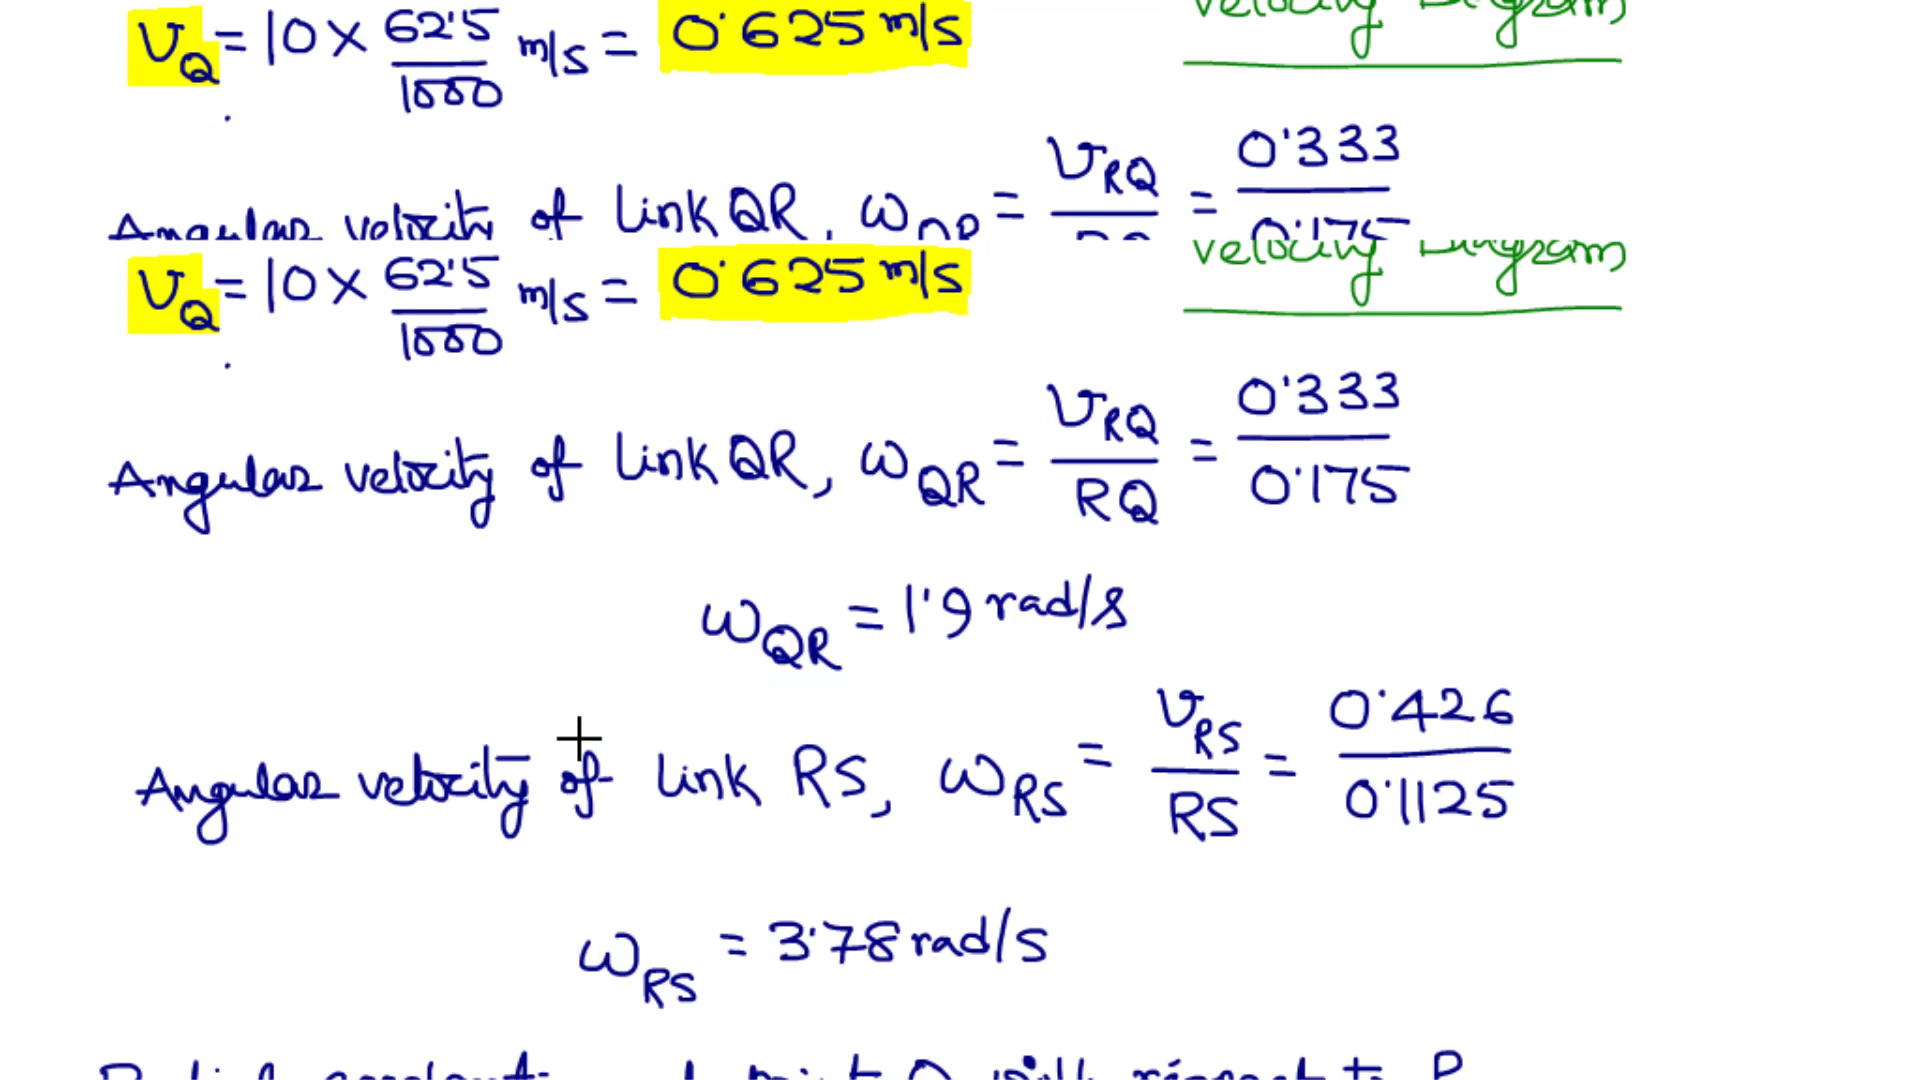 velocity Diagram
V_Q = 10 × 62.5/1000 m/s = 0.625 m/s
Angular velocity of link QR, ω_QR = V_RQ/RQ = 0.333/0.175
velocity Diagram
V_Q = 10 × 62.5/1000 m/s = 0.625 m/s
Angular velocity of link QR, ω_QR = V_RQ/RQ = 0.333/0.175
ω_QR = 1.9 rad/s
Angular velocity of link RS, ω_RS = V_RS/RS = 0.426/0.1125
ω_RS = 3.78 rad/s
Q with respect to P